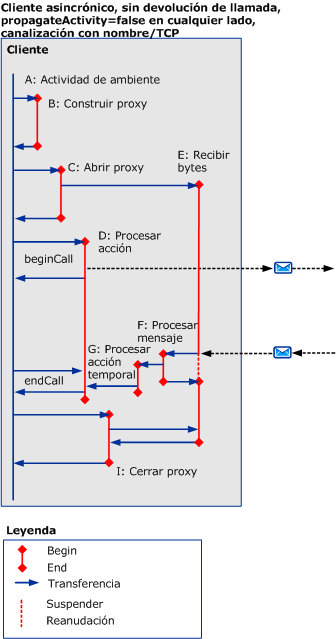 Cliente asincrónico, sin devolución de llamada,
propagateActivity=false en cualquier lado,
canalización con nombre/TCP
Cliente
A: Actividad de ambiente
B: Construir proxy
E: Recibir
bytes
C: Abrir proxy
D: Procesar
acción
beginCall
F: Procesar
mensaje
G: Procesar
acción
temporal
endCall
I: Cerrar proxy
Leyenda
Begin
End
Transferencia
Suspender
Reanudación